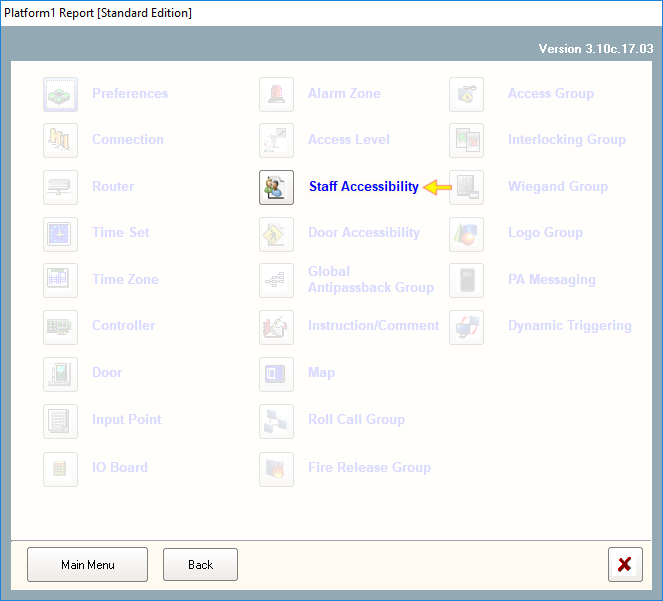 Platform1 Report [Standard Edition]
Version 3.10c.17.03
Preferences
Connection
Router
Time Set
Time Zone
Controller
Door
Input Point
IO Board
Alarm Zone
Access Level
Staff Accessibility
Door Accessibility
Global
Antipassback Group
Instruction/Comment
Map
Roll Call Group
Fire Release Group
Access Group
Interlocking Group
Wiegand Group
Logo Group
PA Messaging
Dynamic Triggering
Main Menu
Back